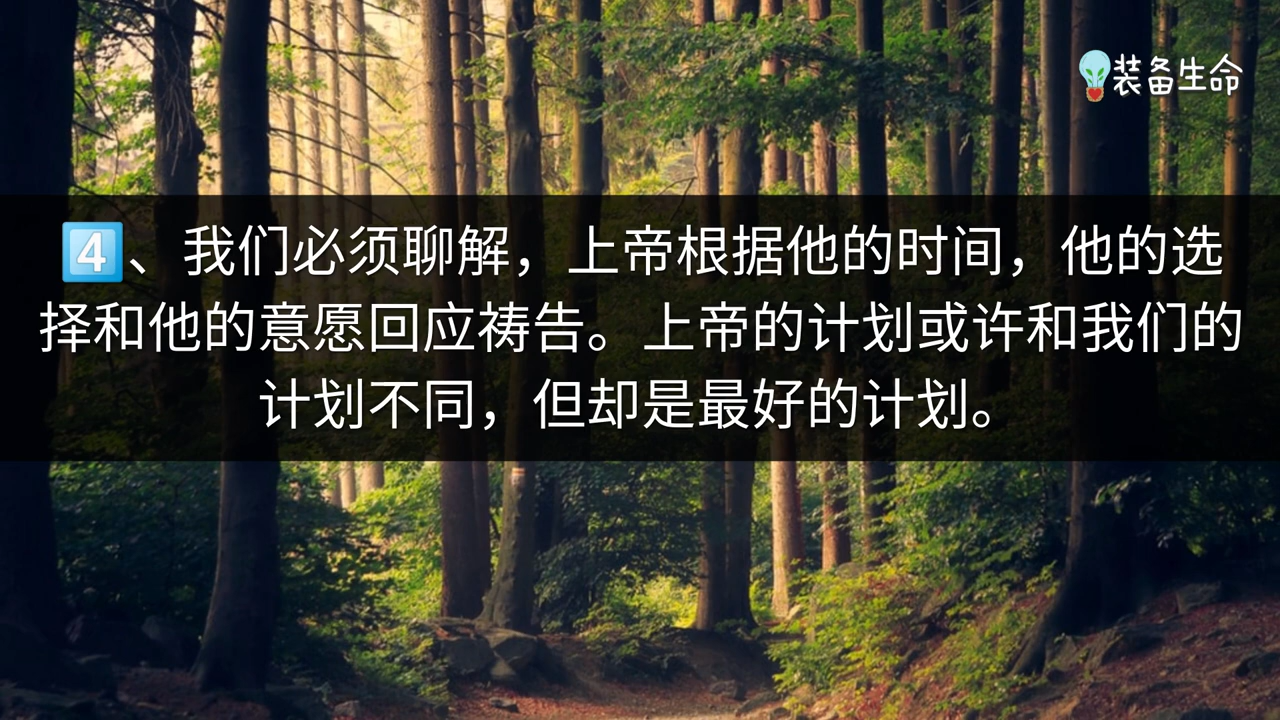 装备生命
4️⃣、我们必须聊解，上帝根据他的时间，他的选
择和他的意愿回应祷告。上帝的计划或许和我们的
计划不同，但却是最好的计划。